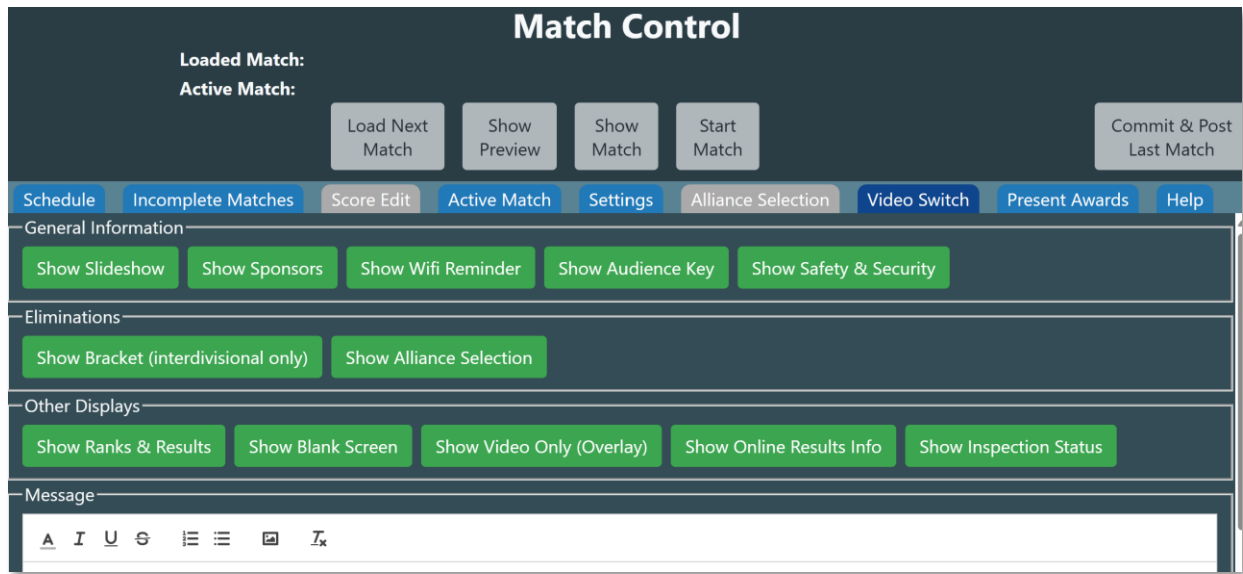 Match Control
Loaded Match:
Active Match:
Load Next Match
Show Preview
Show Match
Start Match
Commit & Post Last Match
Schedule Incomplete Matches Score Edit Active Match Settings Alliance Selection Video Switch Present Awards Help
General Information
Show Slideshow Show Sponsors Show Wifi Reminder Show Audience Key Show Safety & Security
Eliminations
Show Bracket (interdivisional only) Show Alliance Selection
Other Displays
Show Ranks & Results Show Blank Screen Show Video Only (Overlay) Show Online Results Info Show Inspection Status
Message